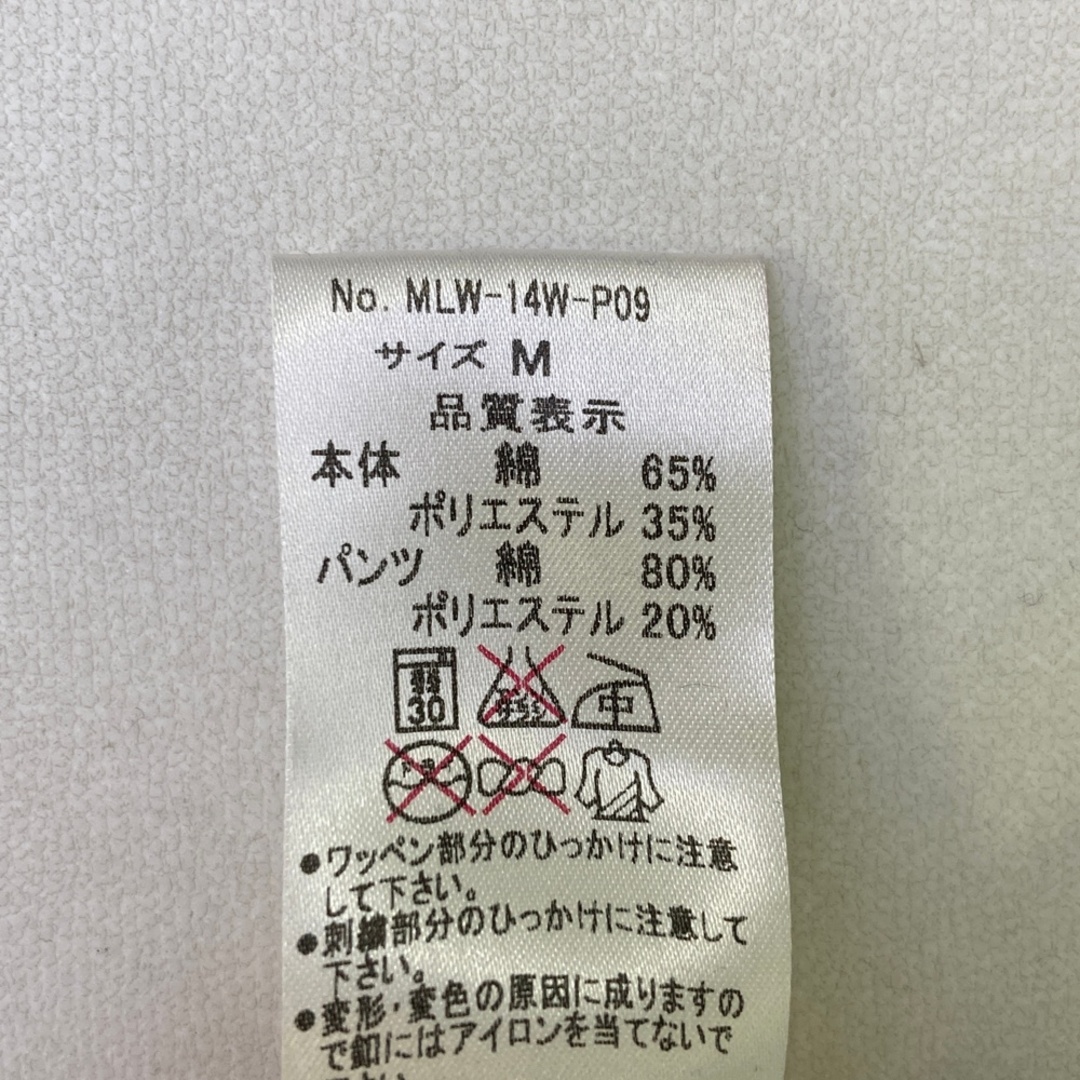 No. MLW-14W-P09
サイズ M
品質表示
本体 綿 65%
ポリエステル 35%
パンツ 綿 80%
ポリエステル 20%
弱 30
中
●ワッペン部分のひっかけに注意
して下さい。
●刺繍部分のひっかけに注意して
下さい。
●変形・変色の原因に成りますの
で釦にはアイロンを当てないで